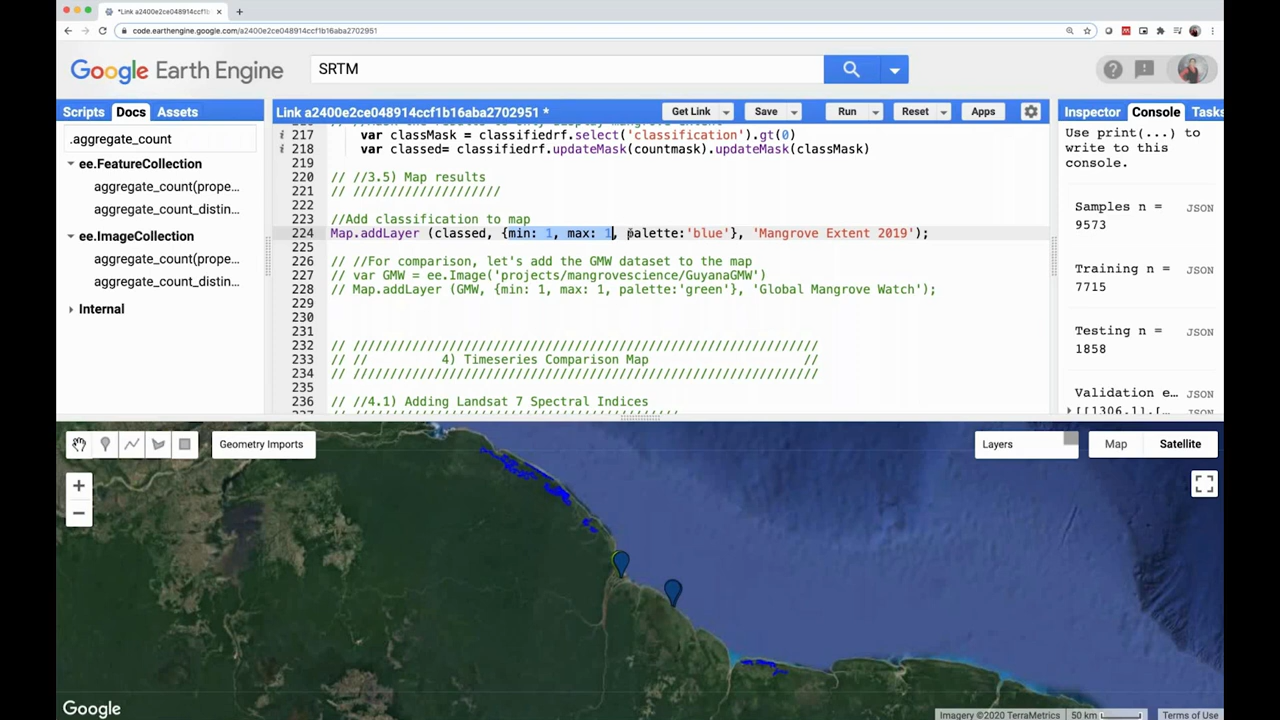 *Link a2400e2ce048914ccf1b16a
code.earthengine.google.com/a2400e2ce048914ccf1b16aba2702951
Google Earth Engine
SRTM
Scripts Docs Assets
Link a2400e2ce048914ccf1b16aba2702951 *
Get Link Save Run Reset Apps
Inspector Console Tasks
.aggregate_count
ee.FeatureCollection
aggregate_count(prope...
aggregate_count_distin...
ee.ImageCollection
aggregate_count(prope...
aggregate_count_distin...
Internal
217 var classMask = classifiedrf.select('classification').gt(0)
218 var classed= classifiedrf.updateMask(countmask).updateMask(classMask)
219
220 // //3.5) Map results
221 // ////////////////////
222
223 //Add classification to map
224 Map.addLayer (classed, {min: 1, max: 1, palette:'blue'}, 'Mangrove Extent 2019');
225
226 // //For comparison, let's add the GMW dataset to the map
227 // var GMW = ee.Image('projects/mangrovescience/GuyanaGMW')
228 // Map.addLayer (GMW, {min: 1, max: 1, palette:'green'}, 'Global Mangrove Watch');
229
230
231
232 // ///////////////////////////////////////////////////////////////
233 // // 4) Timeseries Comparison Map //
234 // ///////////////////////////////////////////////////////////////
235
236 // //4.1) Adding Landsat 7 Spectral Indices
Use print(...) to
write to this
console.
Samples n = JSON
9573
Training n = JSON
7715
Testing n = JSON
1858
Validation e... JSON
Geometry Imports
Layers
Map Satellite
+
−
Google
Imagery ©2020 TerraMetrics 50 km Terms of Use